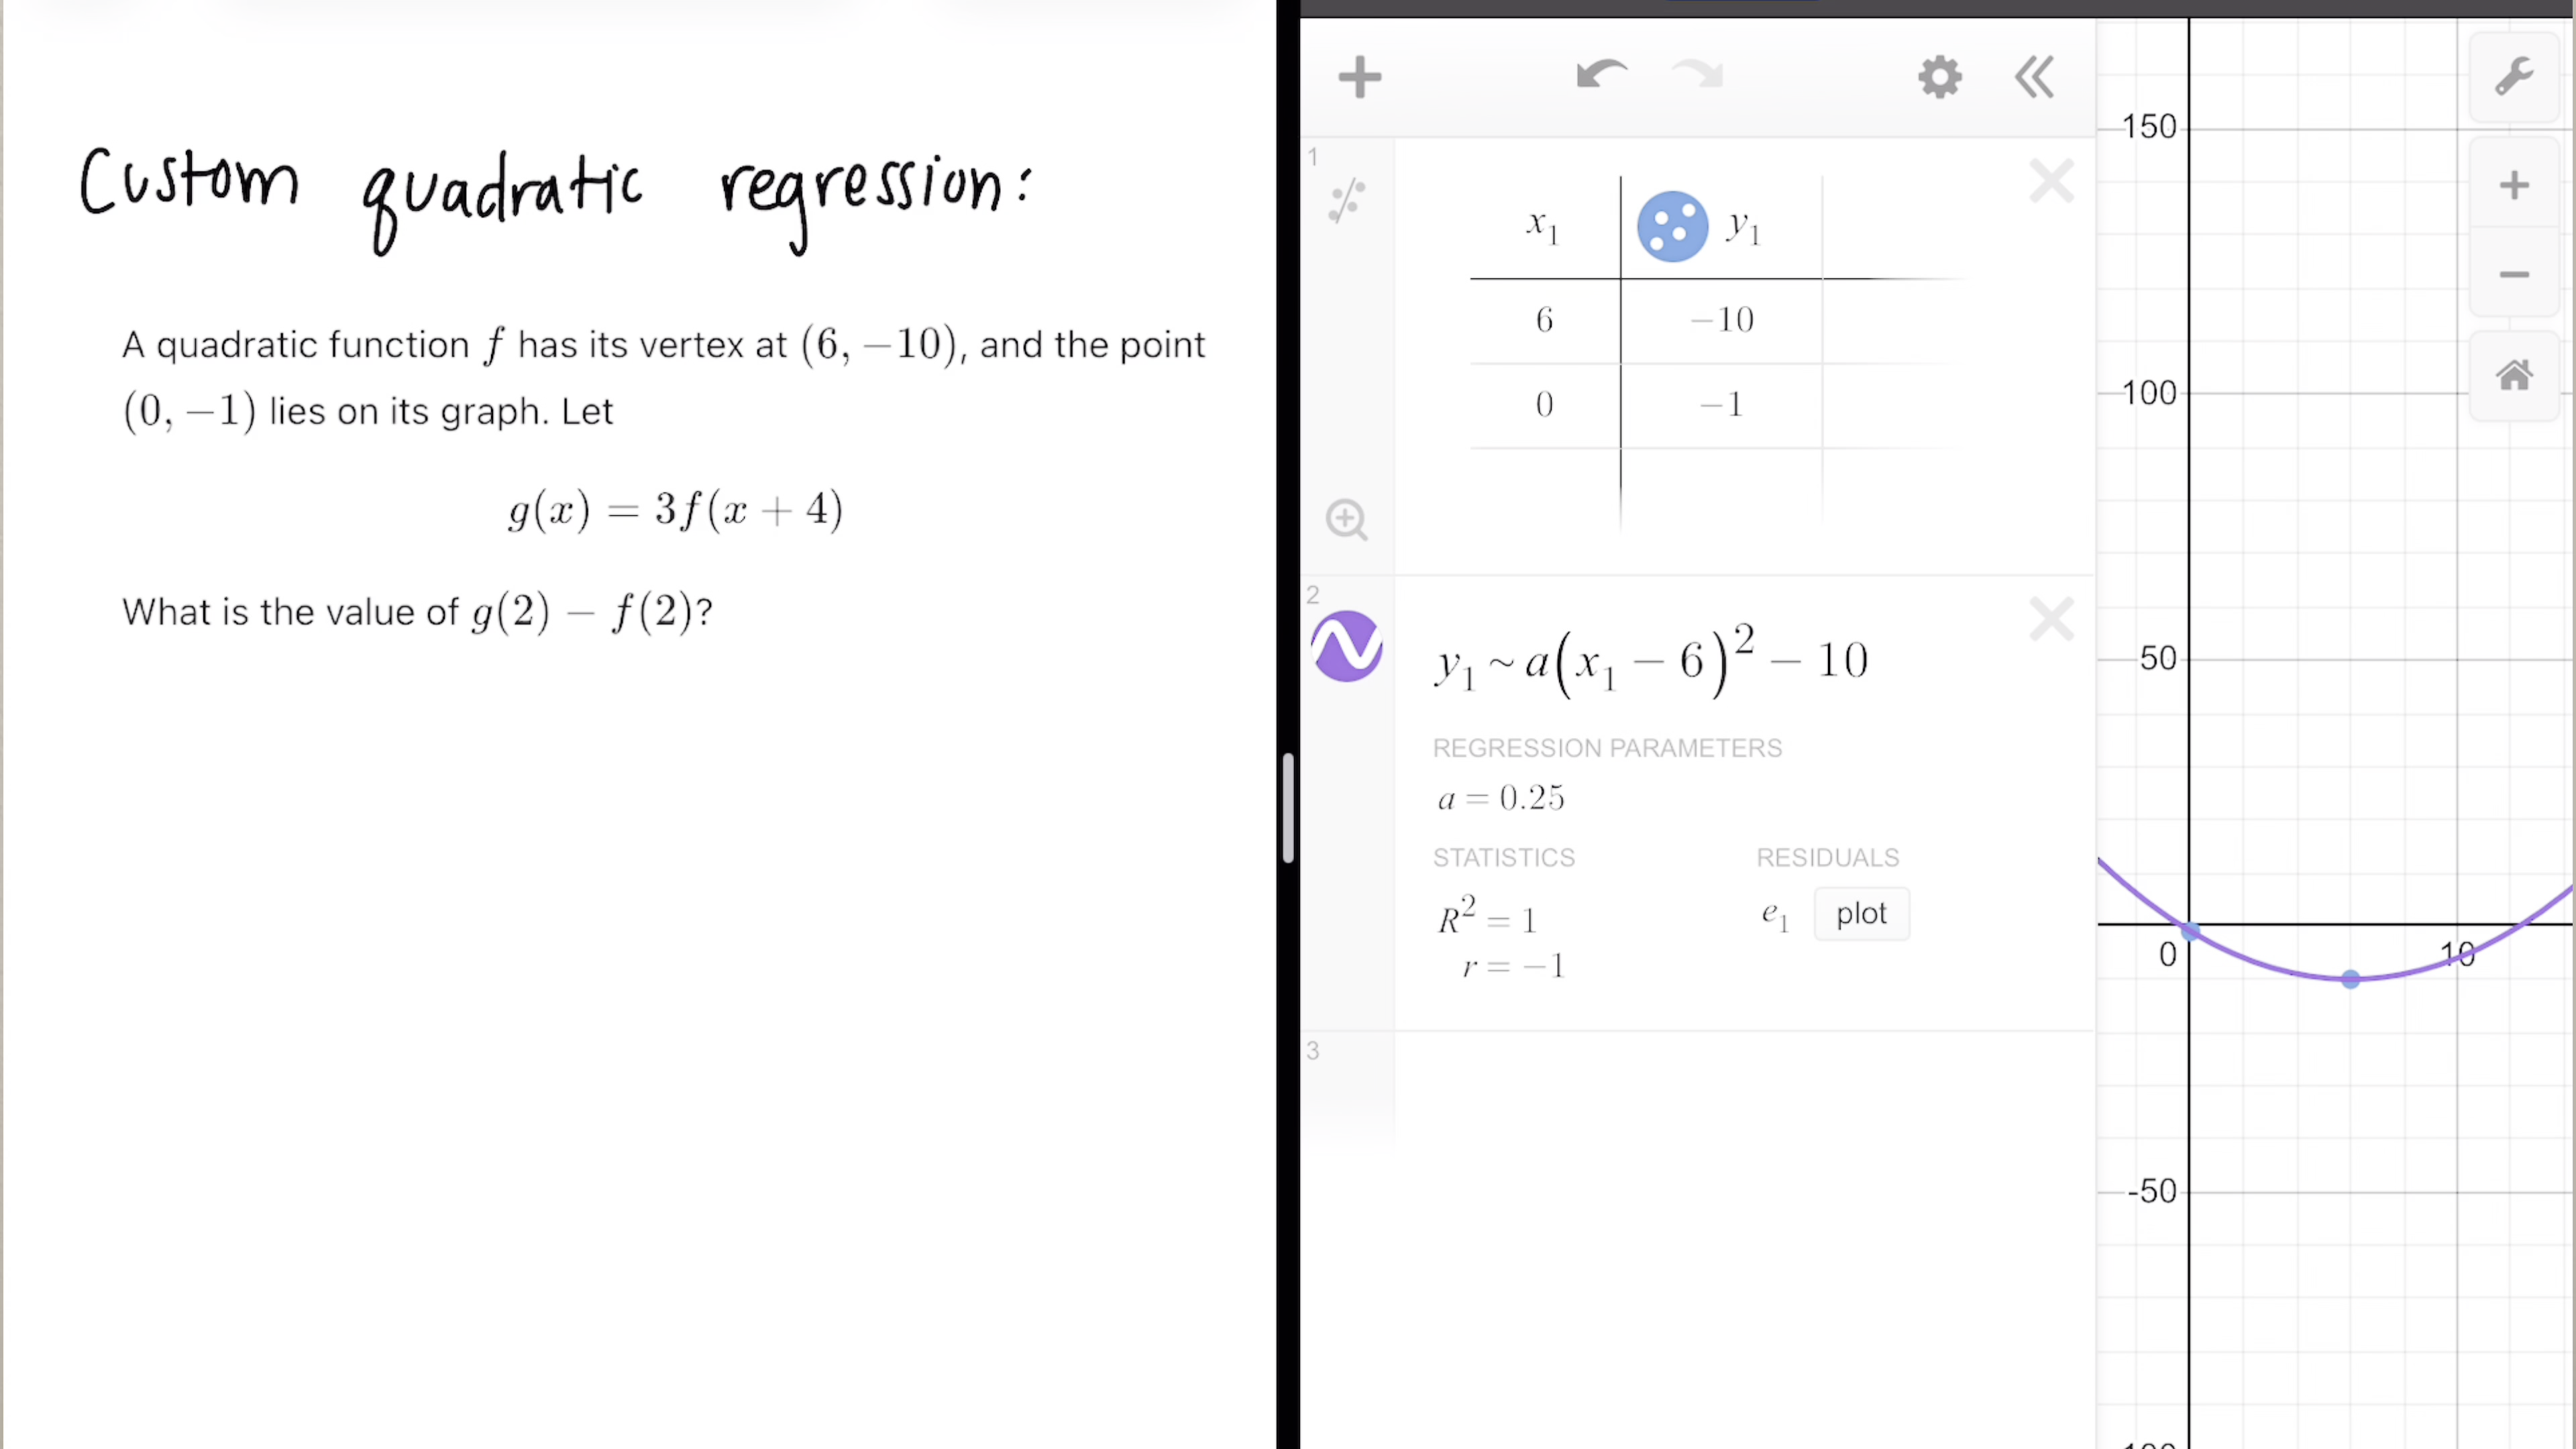 Custom quadratic regression:
A quadratic function f has its vertex at (6, −10), and the point
(0, −1) lies on its graph. Let
g(x) = 3f(x + 4)
What is the value of g(2) − f(2)?
1
x₁ y₁
6 −10
0 −1
2
y₁ ~ a(x₁ − 6)² − 10
REGRESSION PARAMETERS
a = 0.25
STATISTICS RESIDUALS
R² = 1 e₁ plot
r = −1
3
150
100
50
0 10
-50